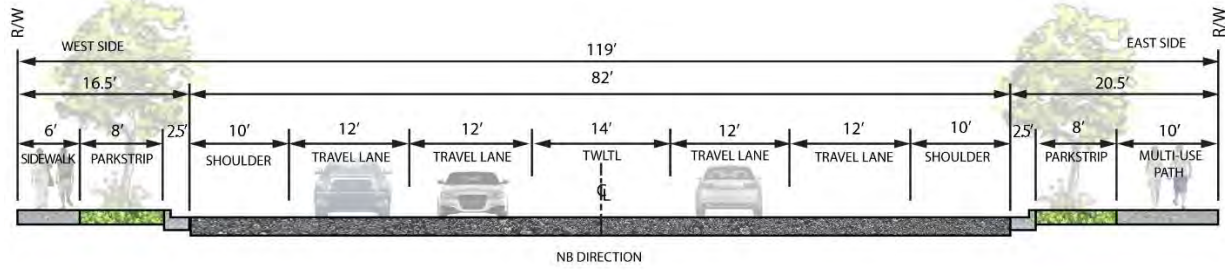 R/W
R/W
WEST SIDE
119'
EAST SIDE
16.5'
82'
20.5'
6'
8'
2.5'
10'
12'
12'
14'
12'
12'
10'
2.5'
8'
10'
SIDEWALK
PARKSTRIP
SHOULDER
TRAVEL LANE
TRAVEL LANE
TWLTL
TRAVEL LANE
TRAVEL LANE
SHOULDER
PARKSTRIP
MULTI-USE
PATH
CL
NB DIRECTION